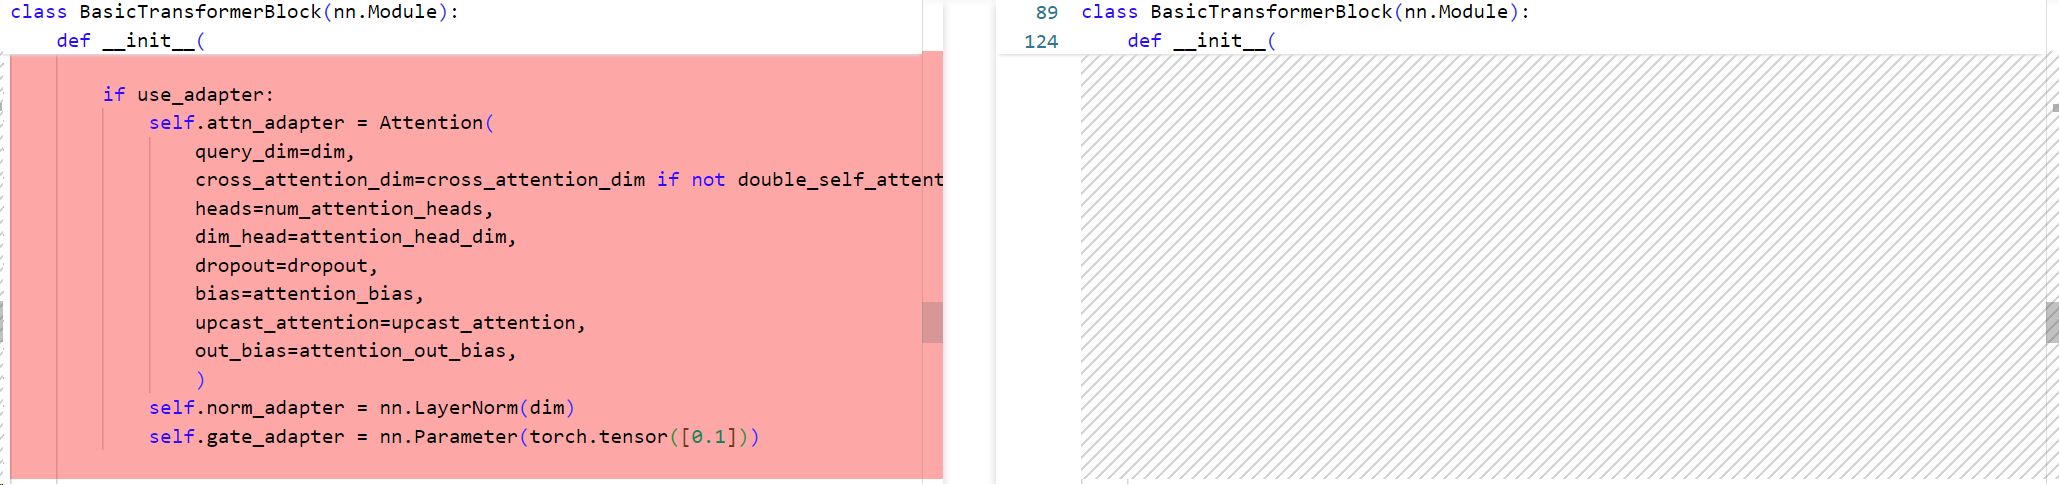 class BasicTransformerBlock(nn.Module):
def __init__(
if use_adapter:
self.attn_adapter = Attention(
query_dim=dim,
cross_attention_dim=cross_attention_dim if not double_self_attent
heads=num_attention_heads,
dim_head=attention_head_dim,
dropout=dropout,
bias=attention_bias,
upcast_attention=upcast_attention,
out_bias=attention_out_bias,
)
self.norm_adapter = nn.LayerNorm(dim)
self.gate_adapter = nn.Parameter(torch.tensor([0.1]))
89 class BasicTransformerBlock(nn.Module):
124 def __init__(